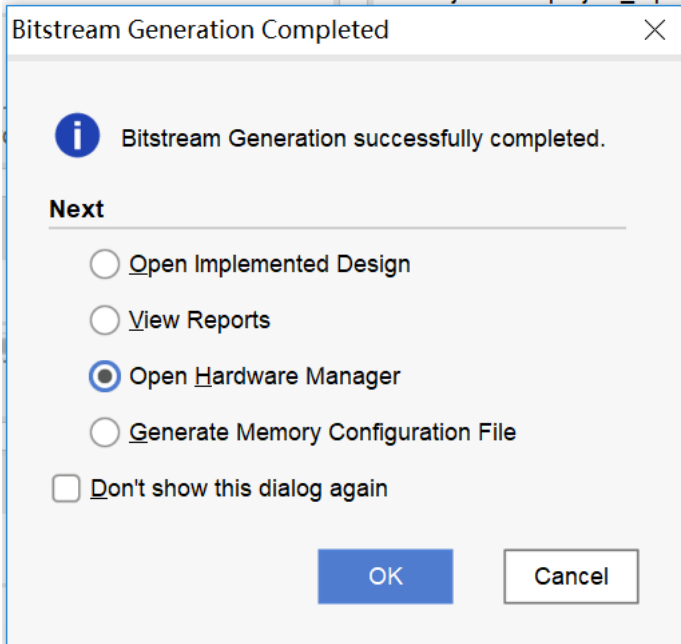 Bitstream Generation Completed
Bitstream Generation successfully completed.
Next
Open Implemented Design
View Reports
Open Hardware Manager
Generate Memory Configuration File
Don't show this dialog again
OK
Cancel